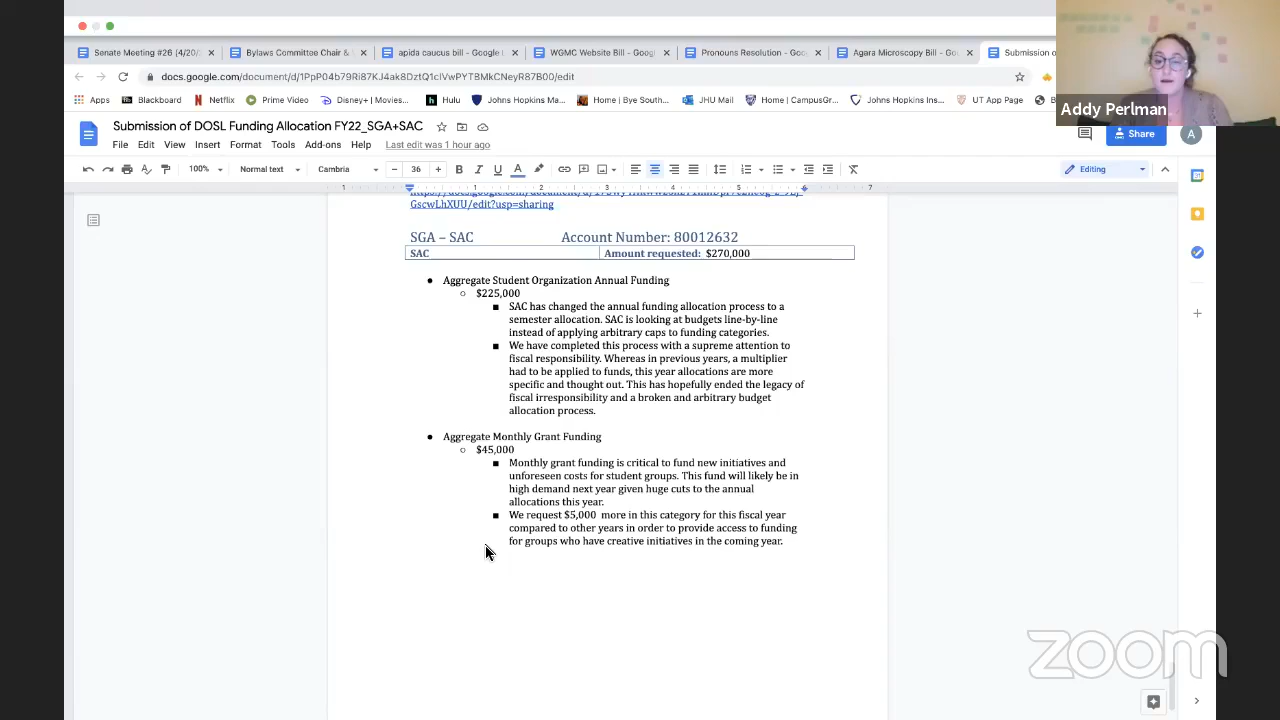 Senate Meeting #26 (4/20/
Bylaws Committee Chair &
apida caucus bill - Google
WGMC Website Bill - Goog
Pronouns Resolution - Goo
Agara Microscopy Bill - Goo
Submission of
docs.google.com/document/d/1PpP04b79Ri87KJ4ak8DztQ1cIVwPYT8MkCNeyR87B00/edit
Apps
Blackboard
Netflix
Prime Video
Disney+ | Movies...
Hulu
Johns Hopkins Ma...
Home | Bye South...
JHU Mail
Home | CampusGr...
Johns Hopkins Ins...
UT App Page
Addy Perlman
Submission of DOSL Funding Allocation FY22_SGA+SAC
File Edit View Insert Format Tools Add-ons Help Last edit was 1 hour ago
Share
A
100% Normal text Cambria 36 B I U A
Editing
1 1 2 3 4 5 6 7
GscwLhXUU/edit?usp=sharing
SGA – SAC Account Number: 80012632
SAC Amount requested: $270,000
● Aggregate Student Organization Annual Funding
○ $225,000
■ SAC has changed the annual funding allocation process to a
semester allocation. SAC is looking at budgets line-by-line
instead of applying arbitrary caps to funding categories.
■ We have completed this process with a supreme attention to
fiscal responsibility. Whereas in previous years, a multiplier
had to be applied to funds, this year allocations are more
specific and thought out. This has hopefully ended the legacy of
fiscal irresponsibility and a broken and arbitrary budget
allocation process.
● Aggregate Monthly Grant Funding
○ $45,000
■ Monthly grant funding is critical to fund new initiatives and
unforeseen costs for student groups. This fund will likely be in
high demand next year given huge cuts to the annual
allocations this year.
■ We request $5,000 more in this category for this fiscal year
compared to other years in order to provide access to funding
for groups who have creative initiatives in the coming year.
zoom